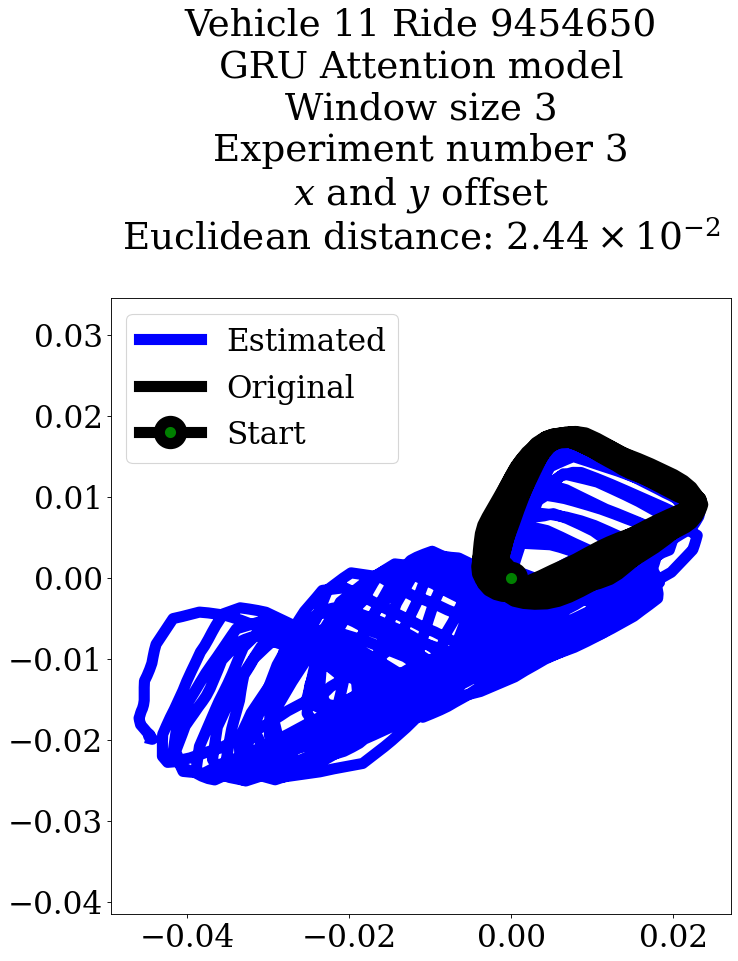 Vehicle 11 Ride 9454650
GRU Attention model
Window size 3
Experiment number 3
x and y offset
Euclidean distance: 2.44 × 10⁻²
Estimated
Original
Start
0.03
0.02
0.01
0.00
−0.01
−0.02
−0.03
−0.04
−0.04 −0.02 0.00 0.02